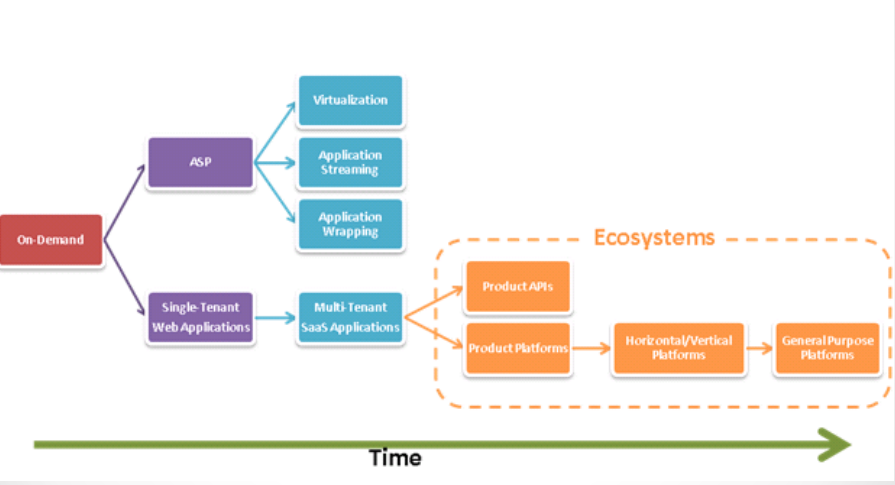 Virtualization
ASP
Application
Streaming
Application
Wrapping
On-Demand
Ecosystems
Product APIs
Single-Tenant
Web Applications
Multi-Tenant
SaaS Applications
Product Platforms
Horizontal/Vertical
Platforms
General Purpose
Platforms
Time